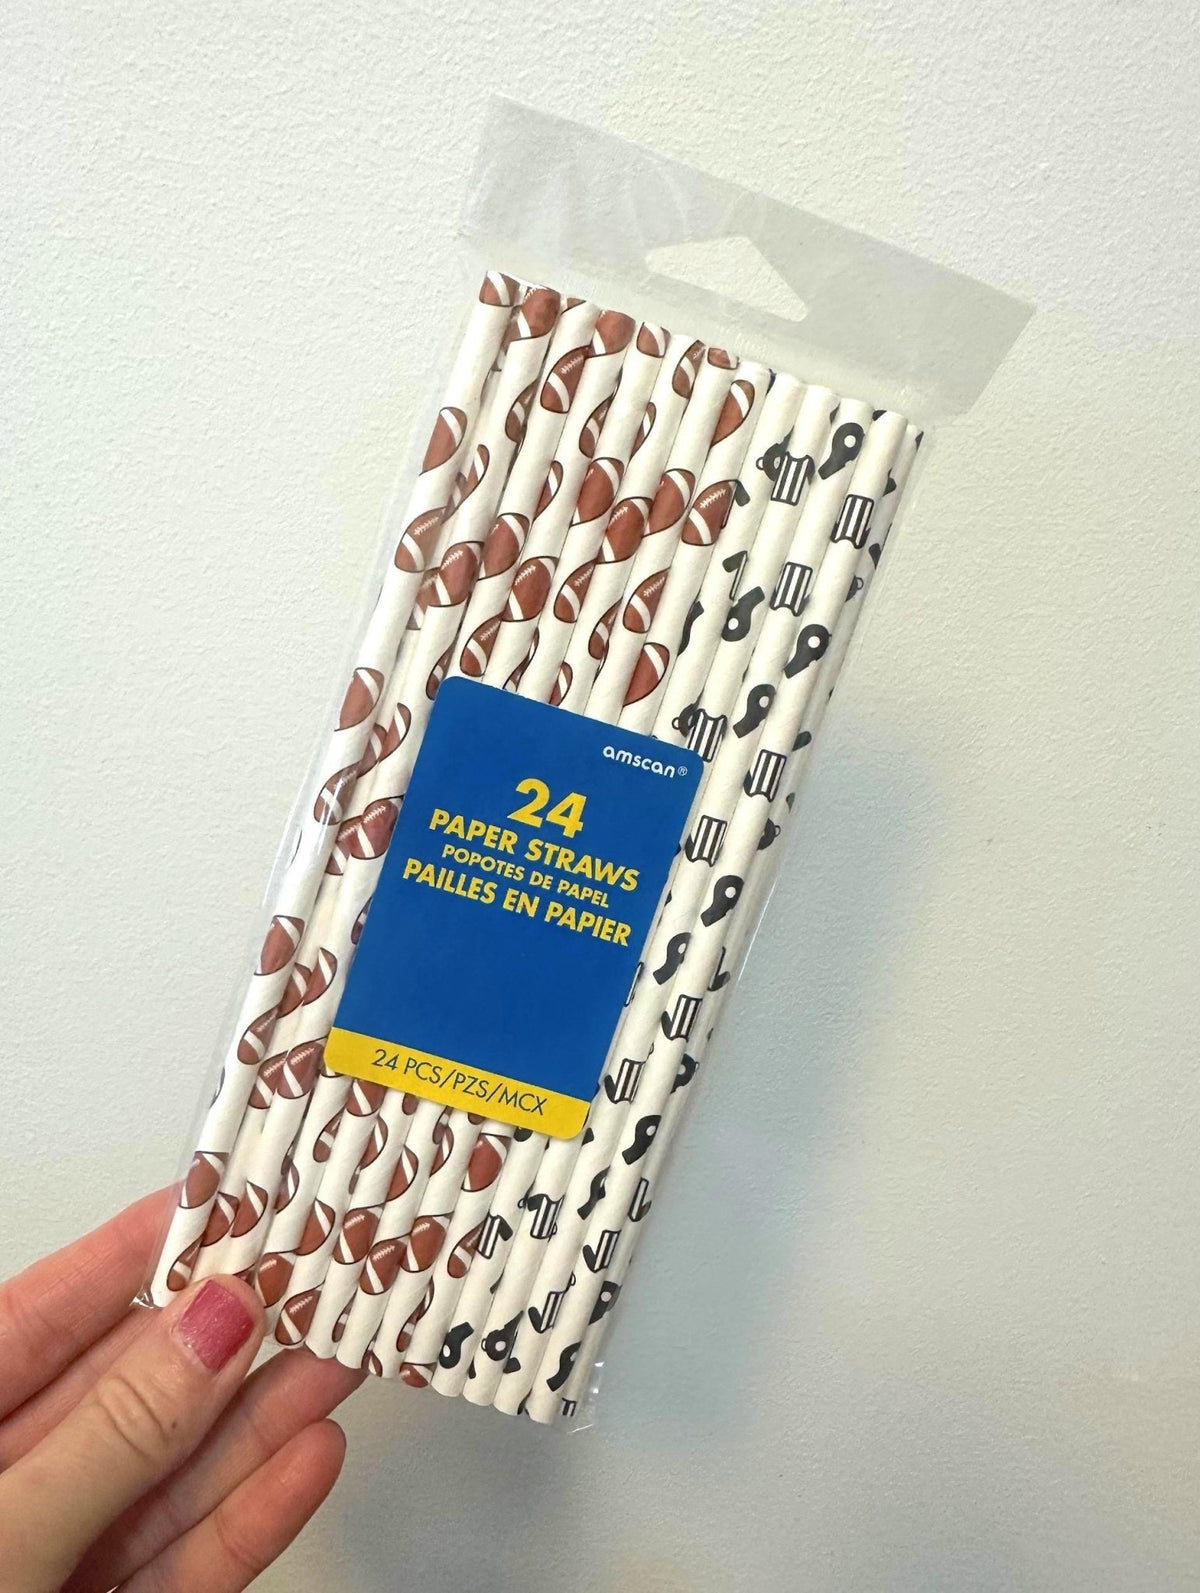 amscan®
24
PAPER STRAWS
POPOTES DE PAPEL
PAILLES EN PAPIER
24 PCS/PZS/MCX